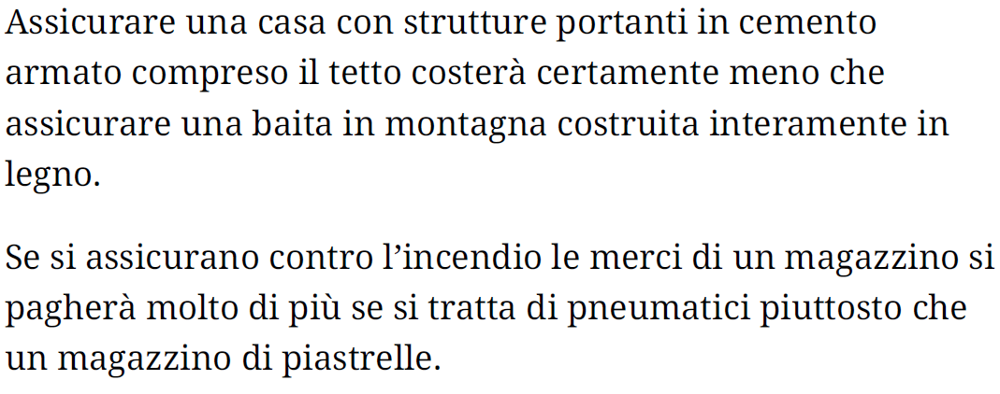 Assicurare una casa con strutture portanti in cemento
armato compreso il tetto costerà certamente meno che
assicurare una baita in montagna costruita interamente in
legno.
Se si assicurano contro l’incendio le merci di un magazzino si
pagherà molto di più se si tratta di pneumatici piuttosto che
un magazzino di piastrelle.